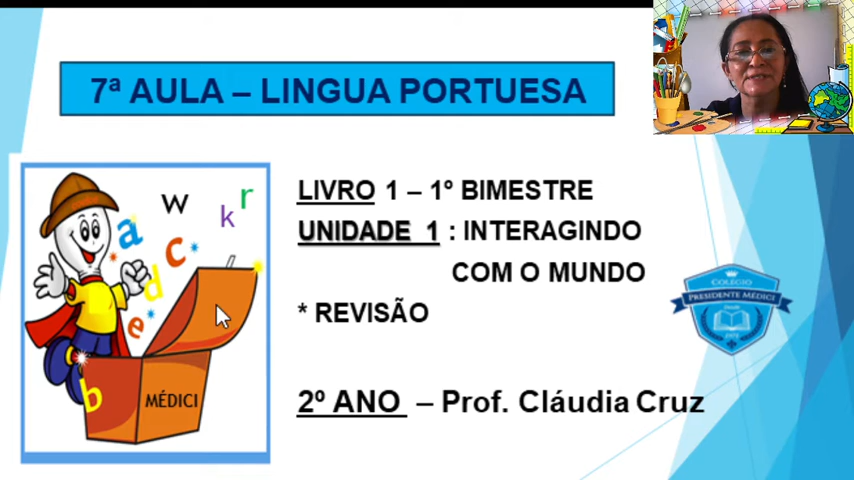 7ª AULA – LINGUA PORTUESA
LIVRO 1 – 1º BIMESTRE
UNIDADE 1 : INTERAGINDO
COM O MUNDO
* REVISÃO
2º ANO – Prof. Cláudia Cruz
w
r
k
a
c
d
e
b
MÉDICI
COLÉGIO
PRESIDENTE MÉDICI